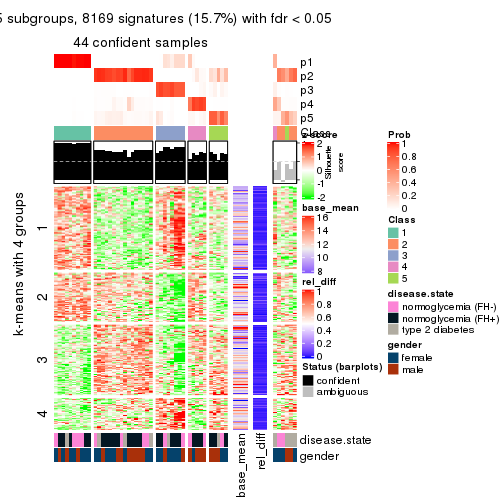 5 subgroups, 8169 signatures (15.7%) with fdr < 0.05
44 confident samples
p1
p2
p3
p4
p5
Class
Silhouette
score
k-means with 4 groups
1
2
3
4
base_mean
rel_diff
disease.state
gender
z-score
2
1
0
-1
-2
base_mean
16
14
12
10
8
rel_diff
1
0.8
0.6
0.4
0.2
0
Status (barplots)
confident
ambiguous
Prob
1
0.8
0.6
0.4
0.2
0
Class
1
2
3
4
5
disease.state
normoglycemia (FH-)
normoglycemia (FH+)
type 2 diabetes
gender
female
male